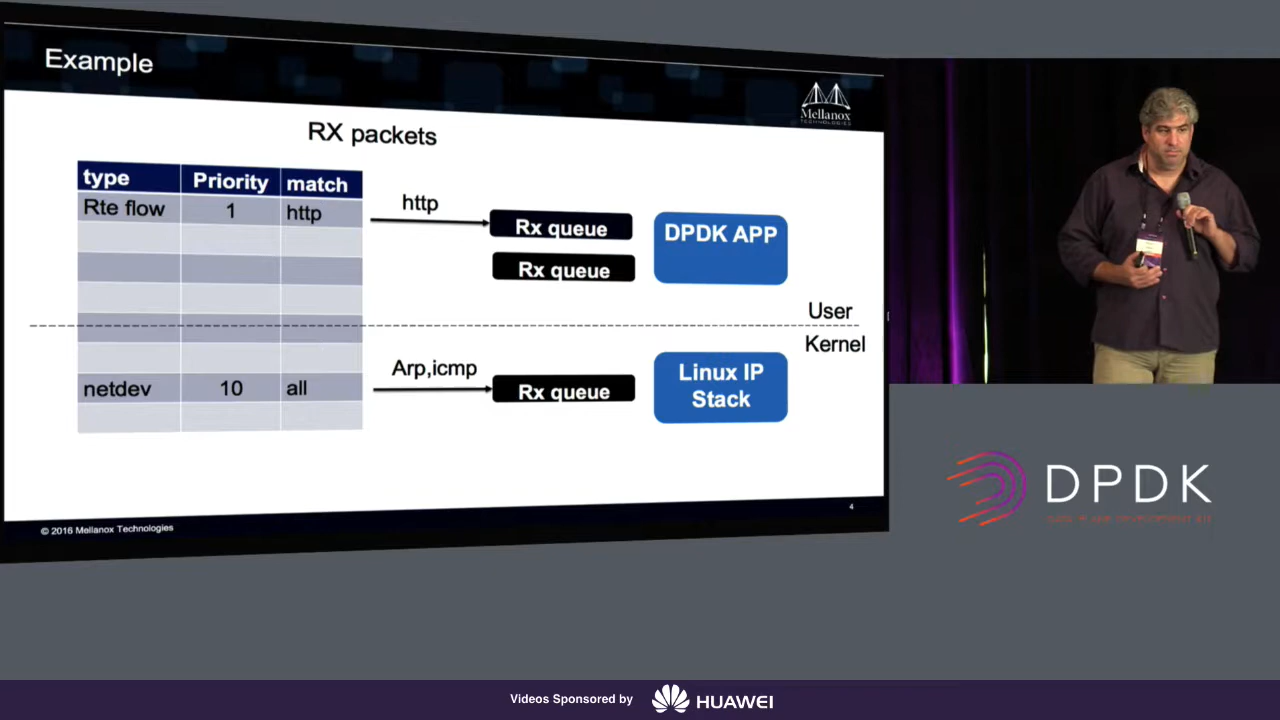 Example
Mellanox
TECHNOLOGIES
RX packets
type Priority match
Rte flow 1 http
netdev 10 all
http
Rx queue
Rx queue
DPDK APP
User
Kernel
Arp,icmp
Rx queue
Linux IP
Stack
4
© 2016 Mellanox Technologies
DPDK
Videos Sponsored by
HUAWEI